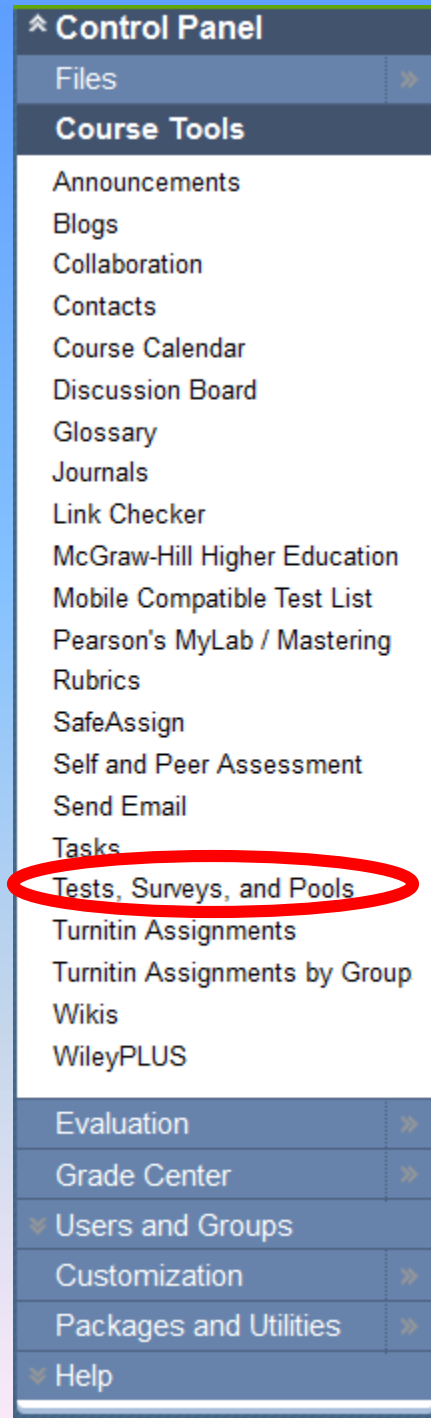 Control Panel
Files
Course Tools
Announcements
Blogs
Collaboration
Contacts
Course Calendar
Discussion Board
Glossary
Journals
Link Checker
McGraw-Hill Higher Education
Mobile Compatible Test List
Pearson's MyLab / Mastering
Rubrics
SafeAssign
Self and Peer Assessment
Send Email
Tasks
Tests, Surveys, and Pools
Turnitin Assignments
Turnitin Assignments by Group
Wikis
WileyPLUS
Evaluation
Grade Center
Users and Groups
Customization
Packages and Utilities
Help